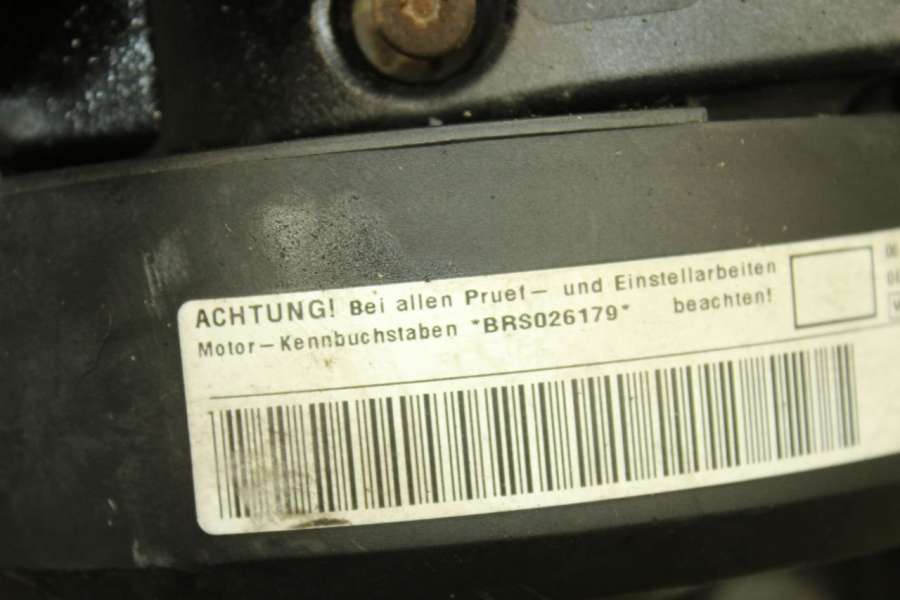 ACHTUNG! Bei allen Pruef- und Einstellarbeiten
Motor-Kennbuchstaben *BRS026179* beachten!